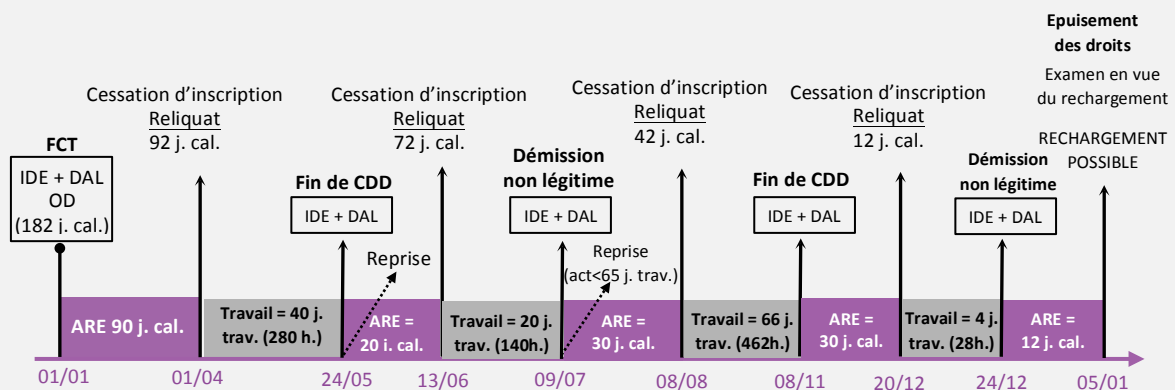 Epuisement
des droits
Examen en vue
du rechargement
RECHARGEMENT
POSSIBLE
Cessation d'inscription
Reliquat
92 j. cal.
Cessation d'inscription
Reliquat
72 j. cal.
Cessation d'inscription
Reliquat
42 j. cal.
Cessation d'inscription
Reliquat
12 j. cal.
FCT
IDE + DAL
OD
(182 j. cal.)
Fin de CDD
IDE + DAL
Reprise
Démission
non légitime
IDE + DAL
Reprise
(act<65 j. trav.)
Fin de CDD
IDE + DAL
Démission
non légitime
IDE + DAL
ARE 90 j. cal.
Travail = 40 j.
trav. (280 h.)
ARE =
20 j. cal.
Travail = 20 j.
trav. (140h.)
ARE =
30 j. cal.
Travail = 66 j.
trav. (462h.)
ARE =
30 j. cal.
Travail = 4 j.
trav. (28h.)
ARE =
12 j. cal.
01/01
01/04
24/05
13/06
09/07
08/08
08/11
20/12
24/12
05/01